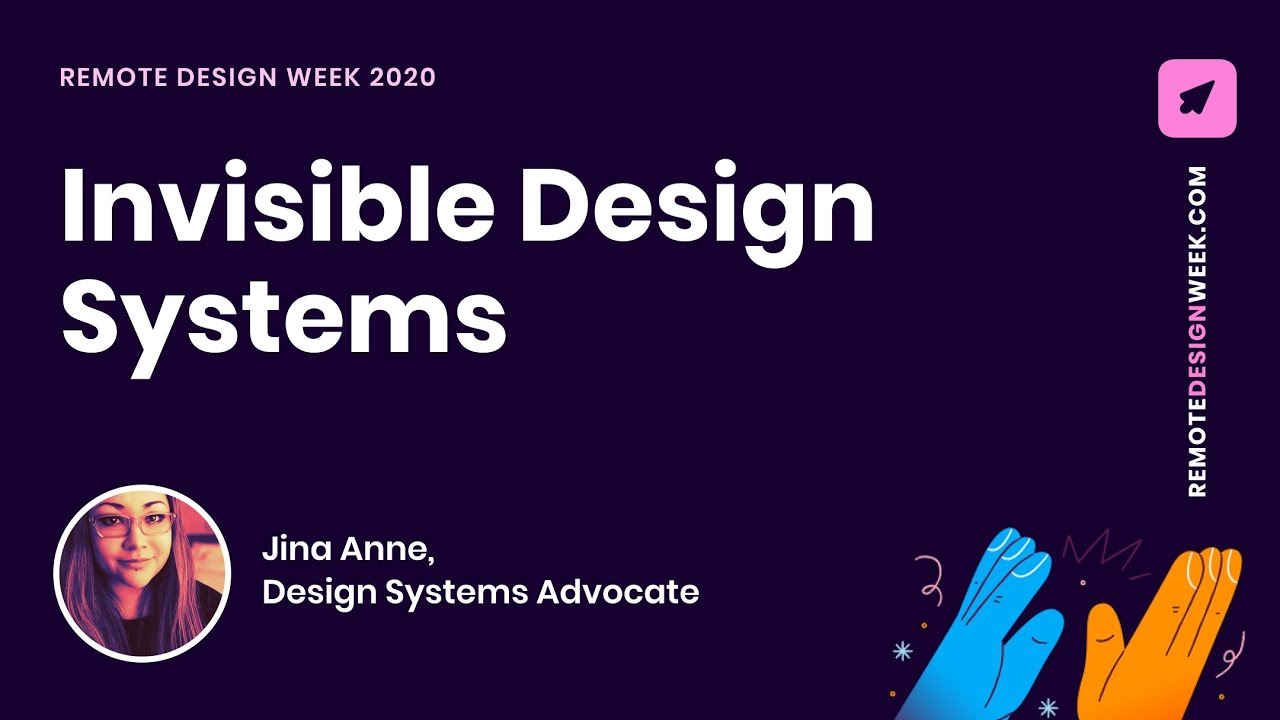 REMOTE DESIGN WEEK 2020
Invisible Design
Systems
Jina Anne,
Design Systems Advocate
REMOTEDESIGNWEEK.COM